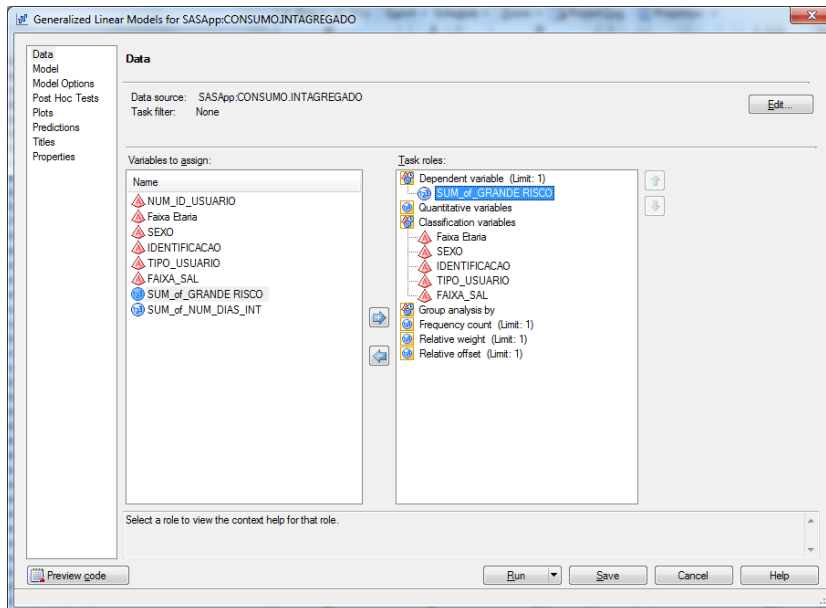 Generalized Linear Models for SASApp:CONSUMO.INTAGREGADO
Data
Model
Model Options
Post Hoc Tests
Plots
Predictions
Titles
Properties
Data
Data source: SASApp:CONSUMO.INTAGREGADO
Task filter: None
Edit...
Variables to assign:
Name
NUM_ID_USUARIO
Faixa Etaria
SEXO
IDENTIFICACAO
TIPO_USUARIO
FAIXA_SAL
SUM_of_GRANDE RISCO
SUM_of_NUM_DIAS_INT
Task roles:
Dependent variable (Limit: 1)
SUM_of_GRANDE RISCO
Quantitative variables
Classification variables
Faixa Etaria
SEXO
IDENTIFICACAO
TIPO_USUARIO
FAIXA_SAL
Group analysis by
Frequency count (Limit: 1)
Relative weight (Limit: 1)
Relative offset (Limit: 1)
Select a role to view the context help for that role.
Preview code
Run
Save
Cancel
Help